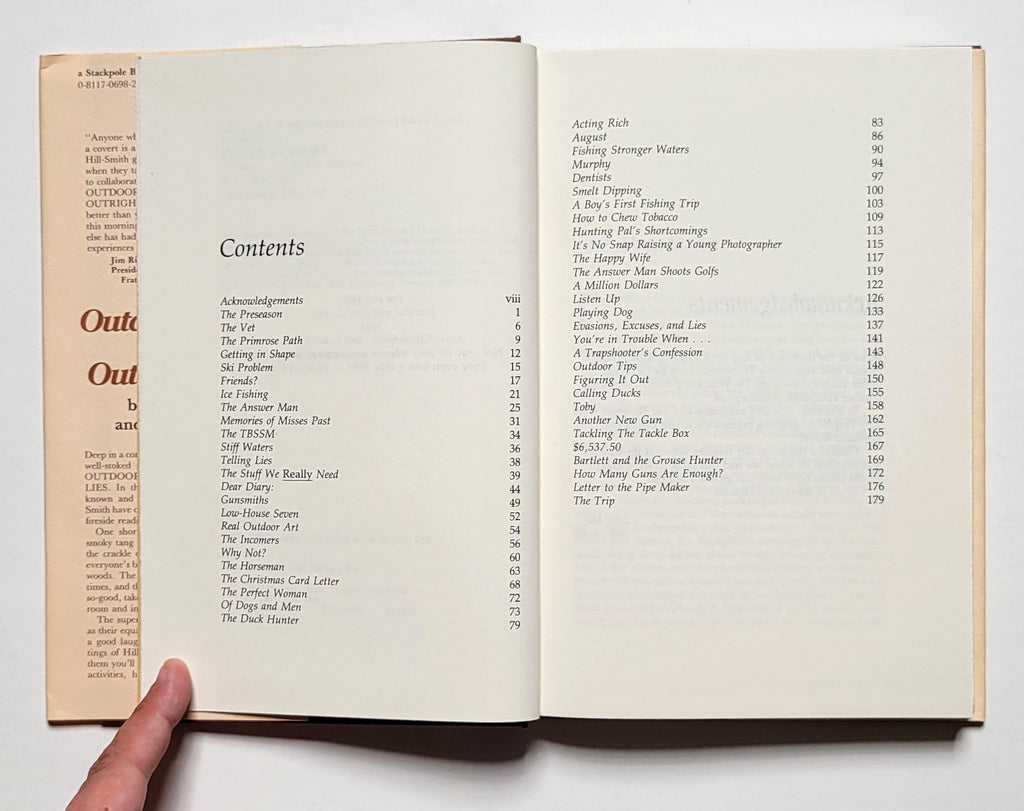 a Stackpole B
0-8117-0698-2
"Anyone wh
a covert is a
Hill-Smith g
when they ta
to collaborat
OUTDOOR
OUTRIGH
better than y
this morning
else has had
experiences
Jim Ri
Presid
Frat
Outd
Out
b
and
Deep in a cor
well-stoked
OUTDOOR
LIES. In th
known and
Smith have c
fireside readi
One shor
smoky tang
the crackle o
everyone's b
woods. The
times, and th
so-good, tak
room and in
The super
as their equa
a good laug
tings of Hill
them you'll
activities, h
Contents
Acknowledgements viii
The Preseason 1
The Vet 6
The Primrose Path 9
Getting in Shape 12
Ski Problem 15
Friends? 17
Ice Fishing 21
The Answer Man 25
Memories of Misses Past 31
The TBSSM 34
Stiff Waters 36
Telling Lies 38
The Stuff We Really Need 39
Dear Diary: 44
Gunsmiths 49
Low-House Seven 52
Real Outdoor Art 54
The Incomers 56
Why Not? 60
The Horseman 63
The Christmas Card Letter 68
The Perfect Woman 72
Of Dogs and Men 73
The Duck Hunter 79
Acting Rich 83
August 86
Fishing Stronger Waters 90
Murphy 94
Dentists 97
Smelt Dipping 100
A Boy's First Fishing Trip 103
How to Chew Tobacco 109
Hunting Pal's Shortcomings 113
It's No Snap Raising a Young Photographer 115
The Happy Wife 117
The Answer Man Shoots Golfs 119
A Million Dollars 122
Listen Up 126
Playing Dog 133
Evasions, Excuses, and Lies 137
You're in Trouble When . . . 141
A Trapshooter's Confession 143
Outdoor Tips 148
Figuring It Out 150
Calling Ducks 155
Toby 158
Another New Gun 162
Tackling The Tackle Box 165
$6,537.50 167
Bartlett and the Grouse Hunter 169
How Many Guns Are Enough? 172
Letter to the Pipe Maker 176
The Trip 179